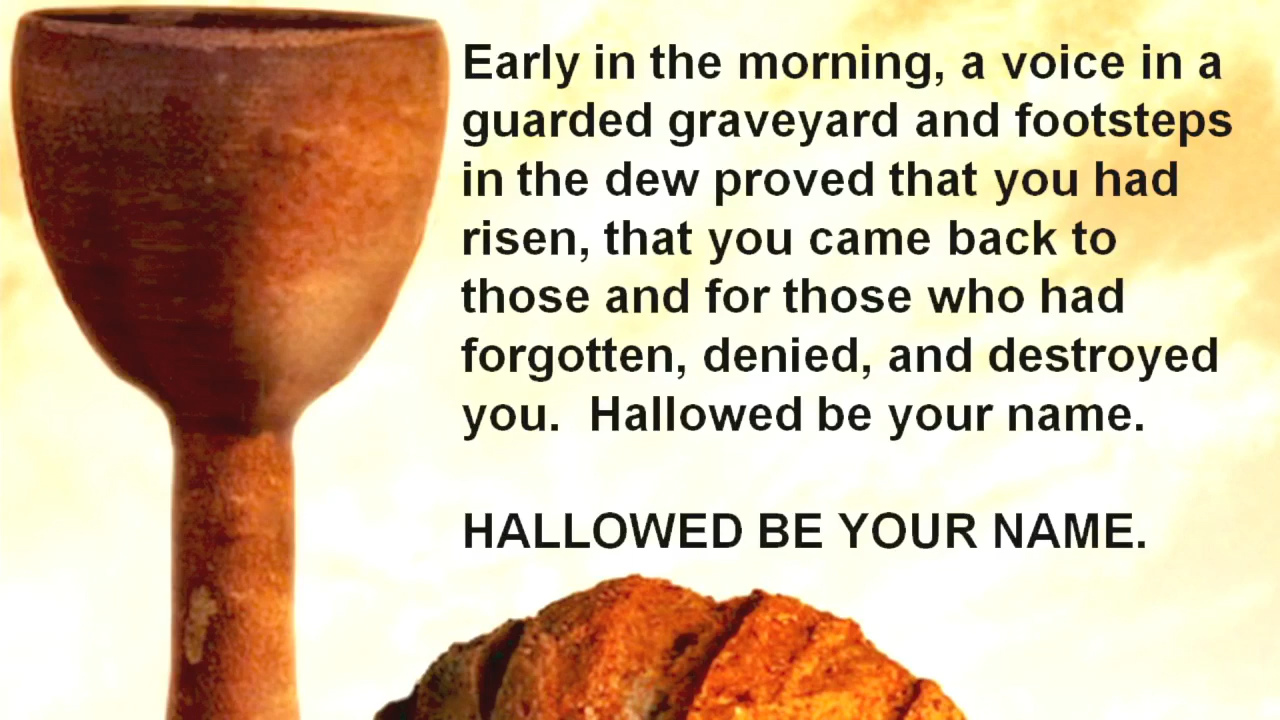 Early in the morning, a voice in a
guarded graveyard and footsteps
in the dew proved that you had
risen, that you came back to
those and for those who had
forgotten, denied, and destroyed
you.  Hallowed be your name.
HALLOWED BE YOUR NAME.